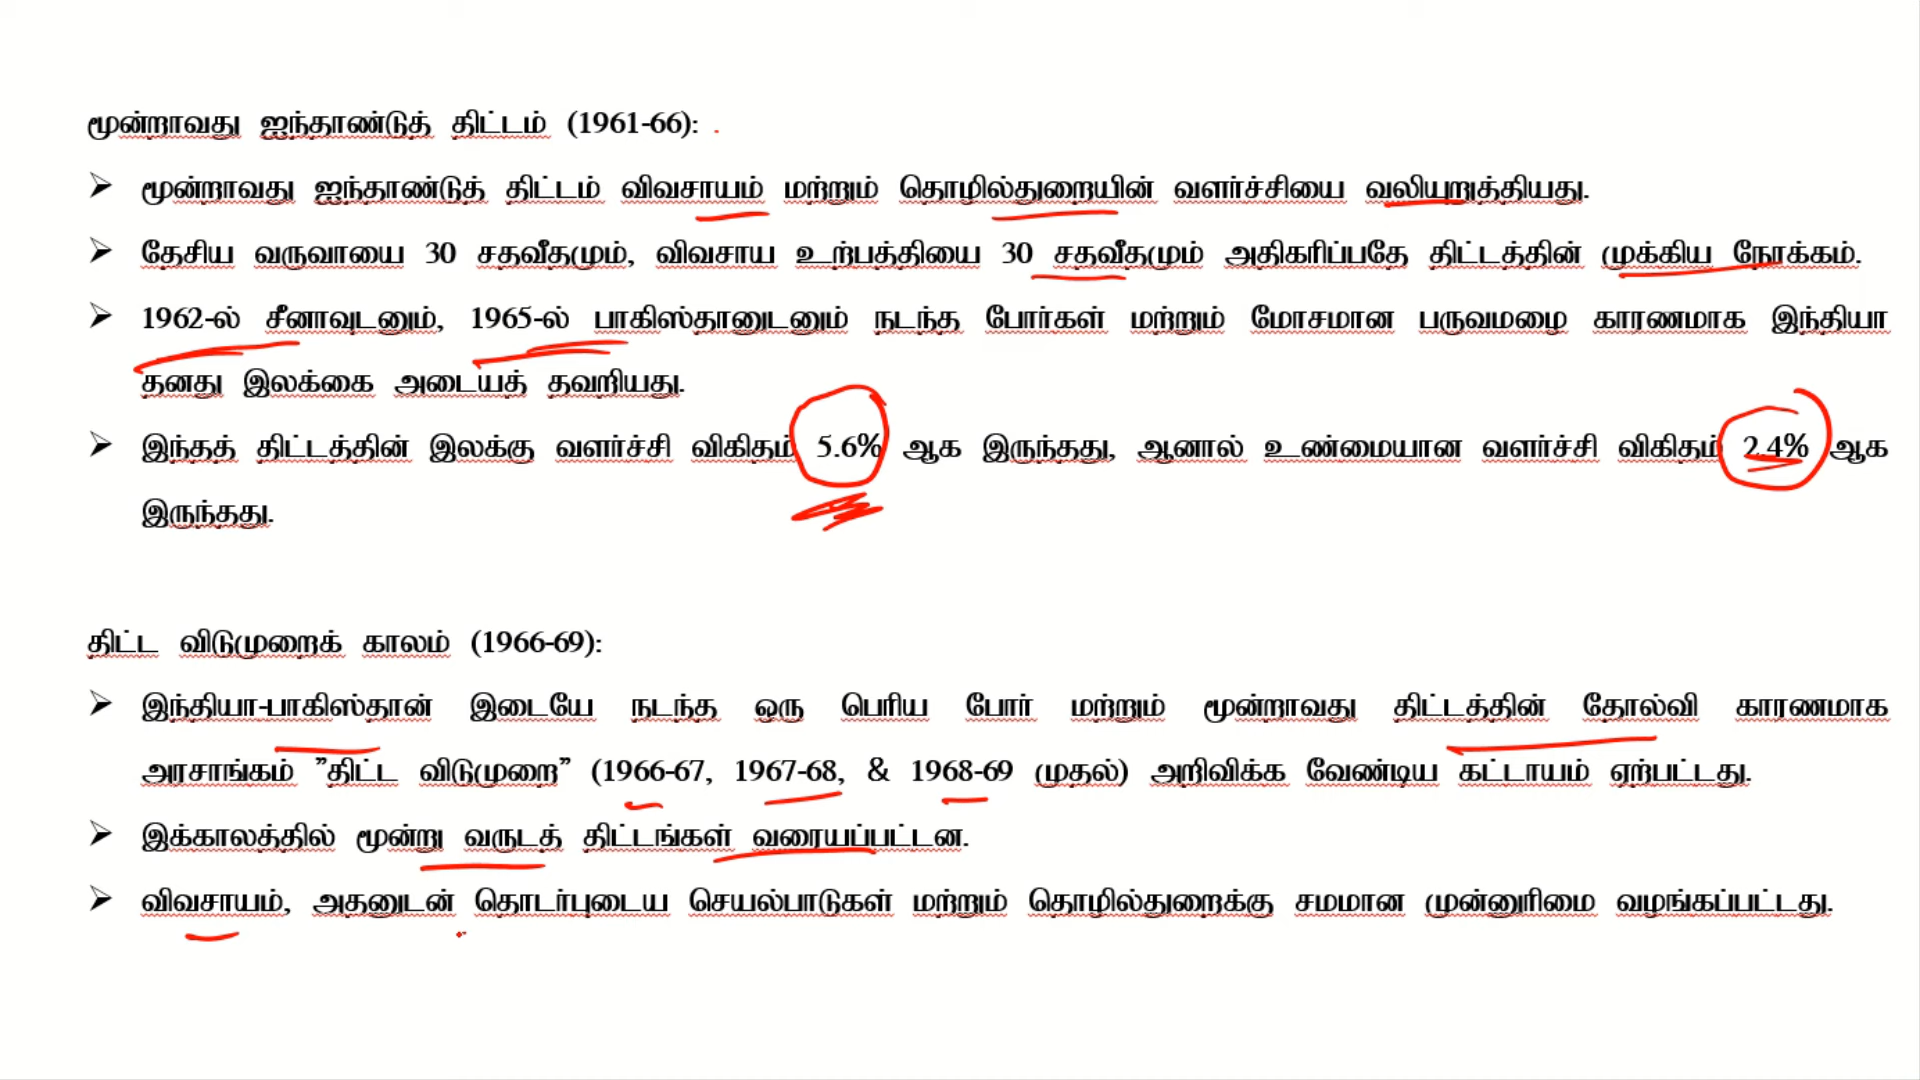 மூன்றாவது ஐந்தாண்டுத் திட்டம் (1961-66):
➢ மூன்றாவது ஐந்தாண்டுத் திட்டம் விவசாயம் மற்றும் தொழில்துறையின் வளர்ச்சியை வலியுறுத்தியது.
➢ தேசிய வருவாயை 30 சதவீதமும், விவசாய உற்பத்தியை 30 சதவீதமும் அதிகரிப்பதே திட்டத்தின் முக்கிய நோக்கம்.
➢ 1962-ல் சீனாவுடனும், 1965-ல் பாகிஸ்தானுடனும் நடந்த போர்கள் மற்றும் மோசமான பருவமழை காரணமாக இந்தியா
தனது இலக்கை அடையத் தவறியது.
➢ இந்தத் திட்டத்தின் இலக்கு வளர்ச்சி விகிதம் 5.6% ஆக இருந்தது, ஆனால் உண்மையான வளர்ச்சி விகிதம் 2.4% ஆக
இருந்தது.
திட்ட விடுமுறைக் காலம் (1966-69):
➢ இந்தியா-பாகிஸ்தான் இடையே நடந்த ஒரு பெரிய போர் மற்றும் மூன்றாவது திட்டத்தின் தோல்வி காரணமாக
அரசாங்கம் ”திட்ட விடுமுறை” (1966-67, 1967-68, & 1968-69 முதல்) அறிவிக்க வேண்டிய கட்டாயம் ஏற்பட்டது.
➢ இக்காலத்தில் மூன்று வருடத் திட்டங்கள் வரையப்பட்டன.
➢ விவசாயம், அதனுடன் தொடர்புடைய செயல்பாடுகள் மற்றும் தொழில்துறைக்கு சமமான முன்னுரிமை வழங்கப்பட்டது.